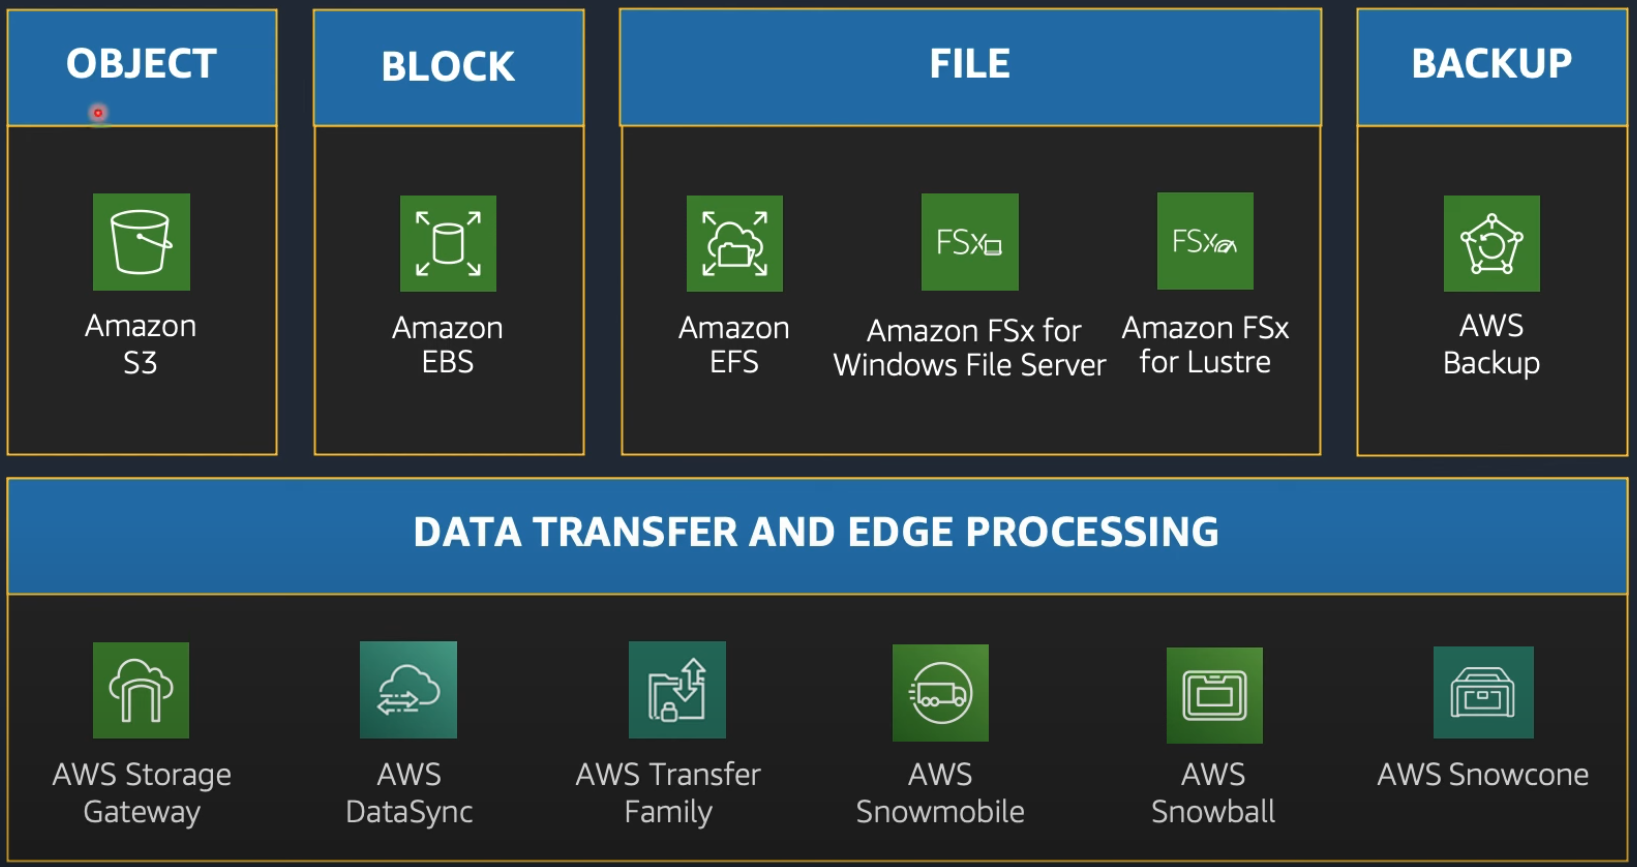 OBJECT
Amazon
S3
BLOCK
Amazon
EBS
FILE
Amazon
EFS
FSx
Amazon FSx for
Windows File Server
FSx
Amazon FSx
for Lustre
BACKUP
AWS
Backup
DATA TRANSFER AND EDGE PROCESSING
AWS Storage
Gateway
AWS
DataSync
AWS Transfer
Family
AWS
Snowmobile
AWS
Snowball
AWS Snowcone